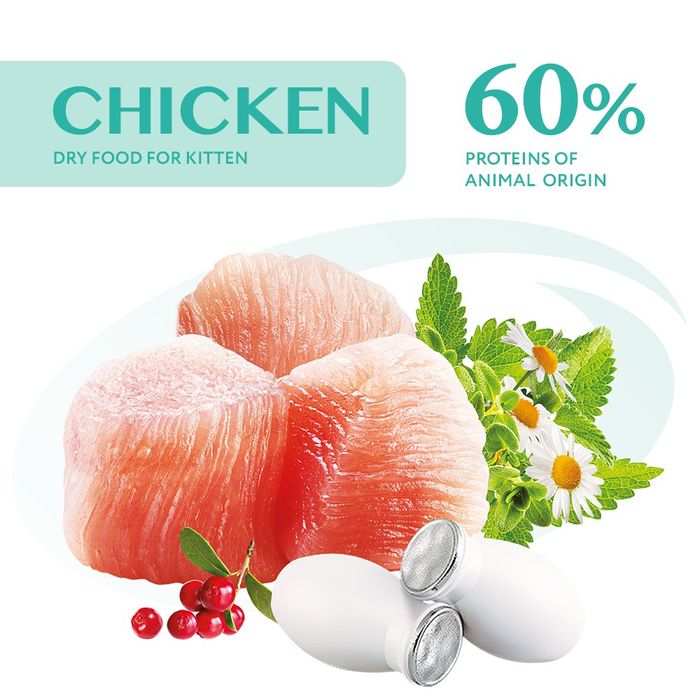 CHICKEN
DRY FOOD FOR KITTEN
60%
PROTEINS OF
ANIMAL ORIGIN